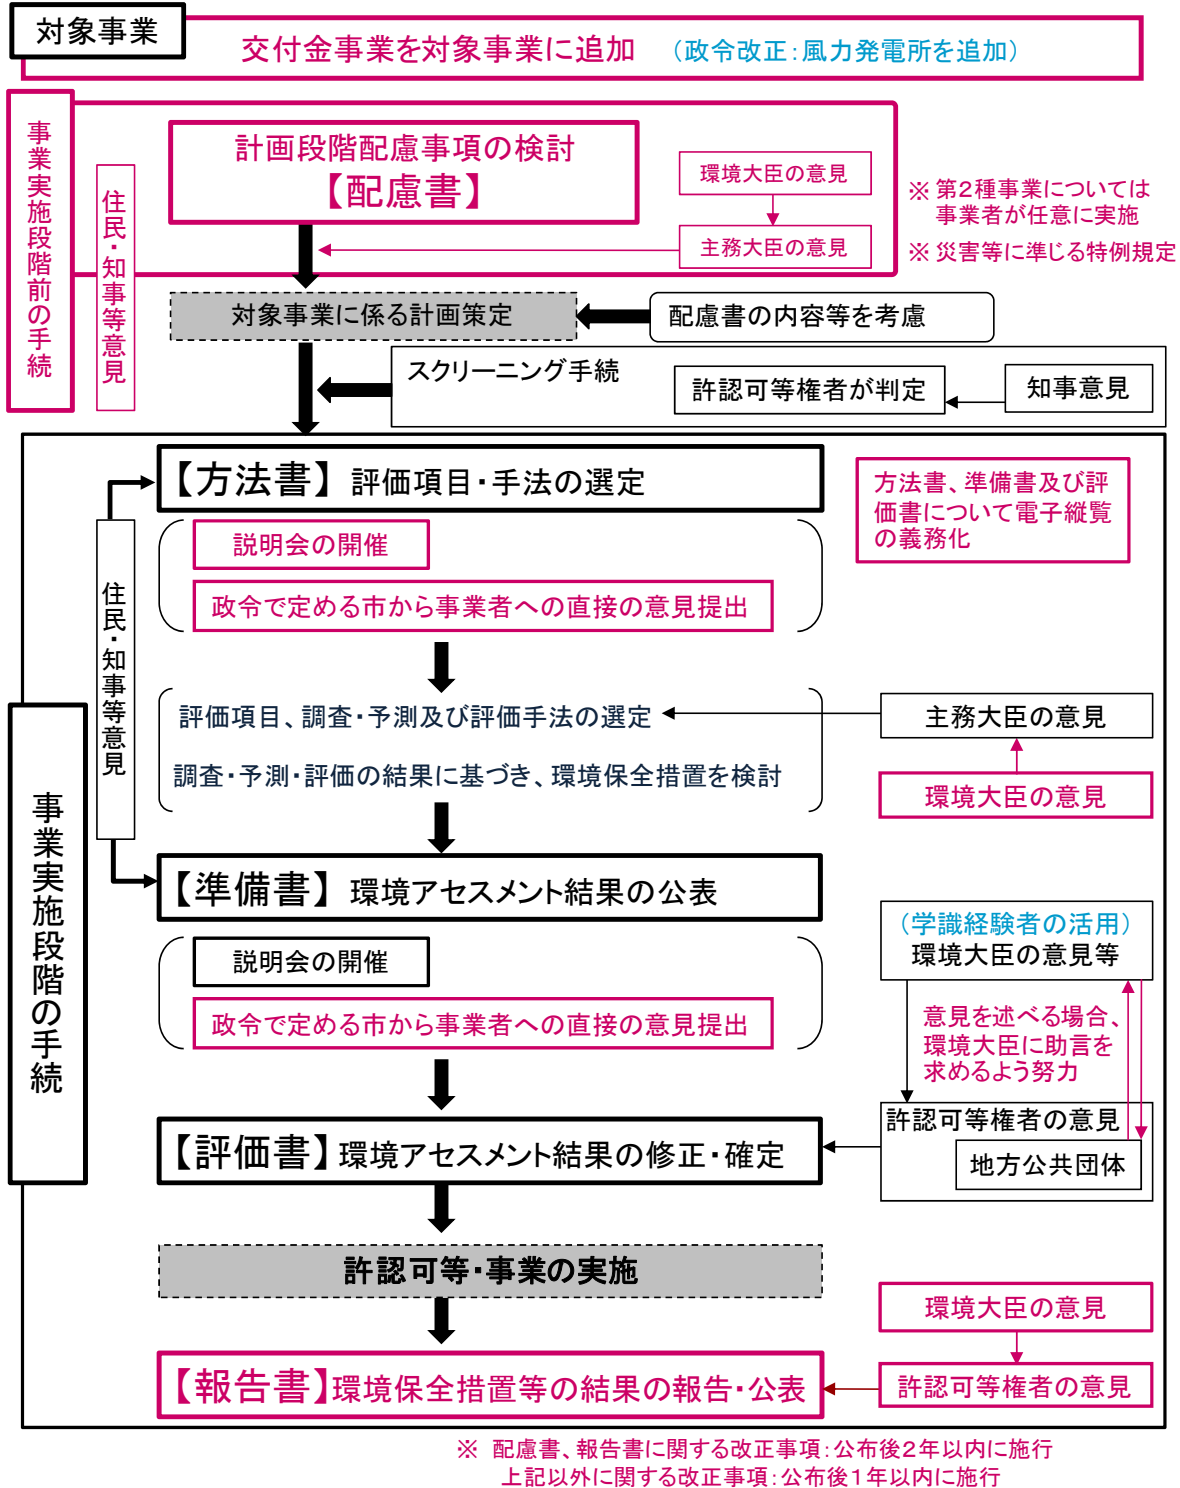 対象事業
交付金事業を対象事業に追加 （政令改正：風力発電所を追加）
事業実施段階前の手続
住民・知事等意見
計画段階配慮事項の検討
【配慮書】
環境大臣の意見
主務大臣の意見
※ 第２種事業については
事業者が任意に実施
※ 災害等に準じる特例規定
対象事業に係る計画策定
配慮書の内容等を考慮
スクリーニング手続
許認可等権者が判定
知事意見
事業実施段階の手続
住民・知事等意見
【方法書】 評価項目・手法の選定
方法書、準備書及び評
価書について電子縦覧
の義務化
説明会の開催
政令で定める市から事業者への直接の意見提出
評価項目、調査・予測及び評価手法の選定
主務大臣の意見
調査・予測・評価の結果に基づき、環境保全措置を検討
環境大臣の意見
【準備書】 環境アセスメント結果の公表
説明会の開催
政令で定める市から事業者への直接の意見提出
（学識経験者の活用）
環境大臣の意見等
意見を述べる場合、
環境大臣に助言を
求めるよう努力
許認可等権者の意見
地方公共団体
【評価書】 環境アセスメント結果の修正・確定
許認可等・事業の実施
環境大臣の意見
【報告書】環境保全措置等の結果の報告・公表
許認可等権者の意見
※ 配慮書、報告書に関する改正事項：公布後２年以内に施行
上記以外に関する改正事項：公布後１年以内に施行